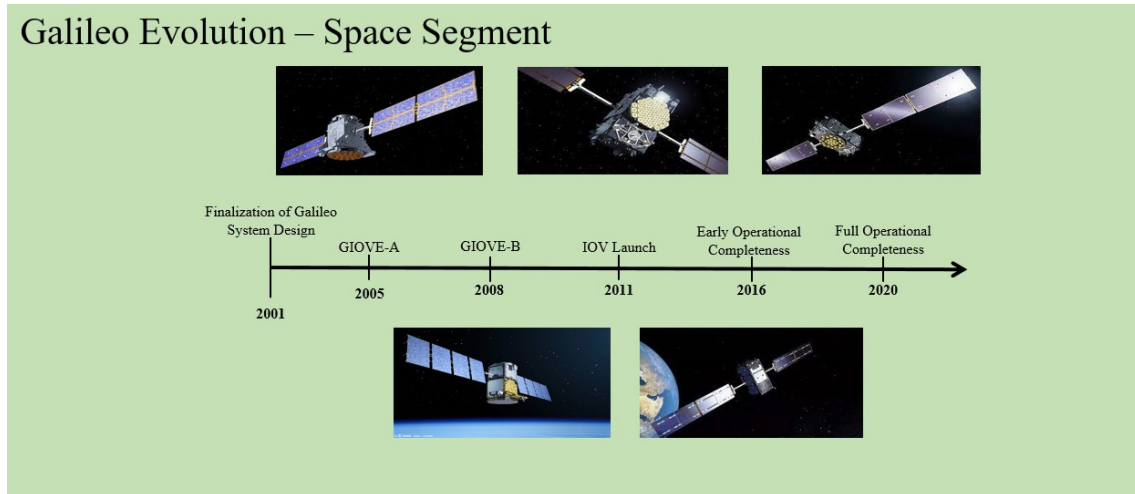 Galileo Evolution – Space Segment
Finalization of Galileo
System Design
GIOVE-A
GIOVE-B
IOV Launch
Early Operational
Completeness
Full Operational
Completeness
2001
2005
2008
2011
2016
2020